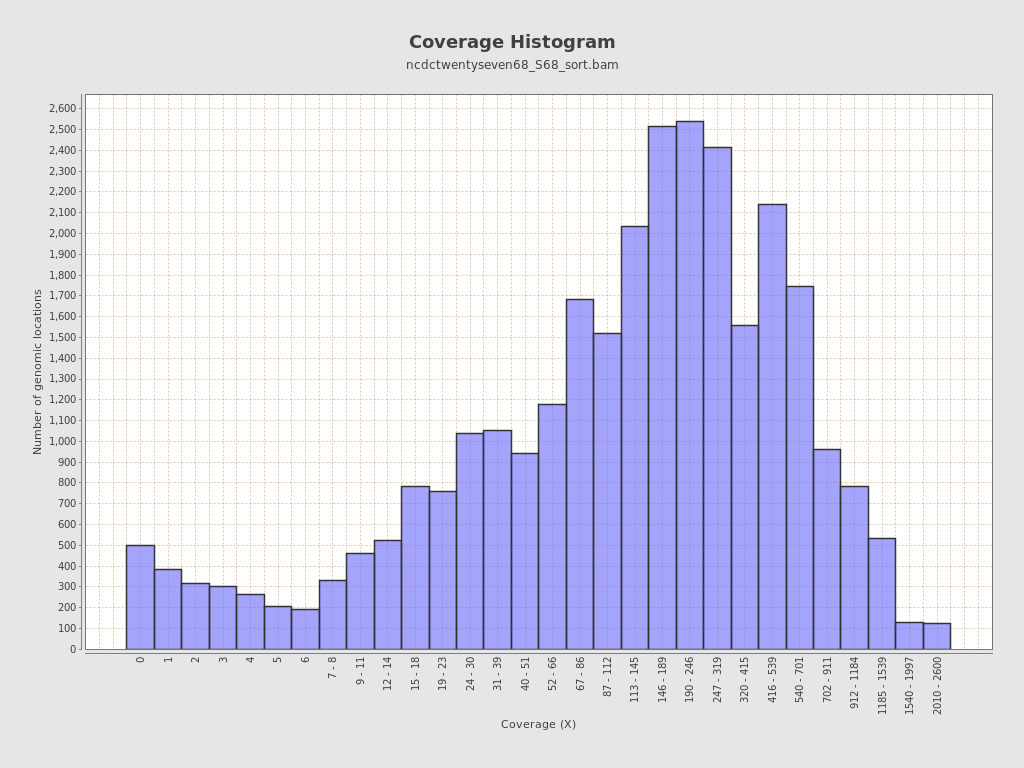 Coverage Histogram
ncdctwentyseven68_S68_sort.bam
Number of genomic locations
2,600
2,500
2,400
2,300
2,200
2,100
2,000
1,900
1,800
1,700
1,600
1,500
1,400
1,300
1,200
1,100
1,000
900
800
700
600
500
400
300
200
100
0
0
1
2
3
4
5
6
7 - 8
9 - 11
12 - 14
15 - 18
19 - 23
24 - 30
31 - 39
40 - 51
52 - 66
67 - 86
87 - 112
113 - 145
146 - 189
190 - 246
247 - 319
320 - 415
416 - 539
540 - 701
702 - 911
912 - 1184
1185 - 1539
1540 - 1997
2010 - 2600
Coverage (X)